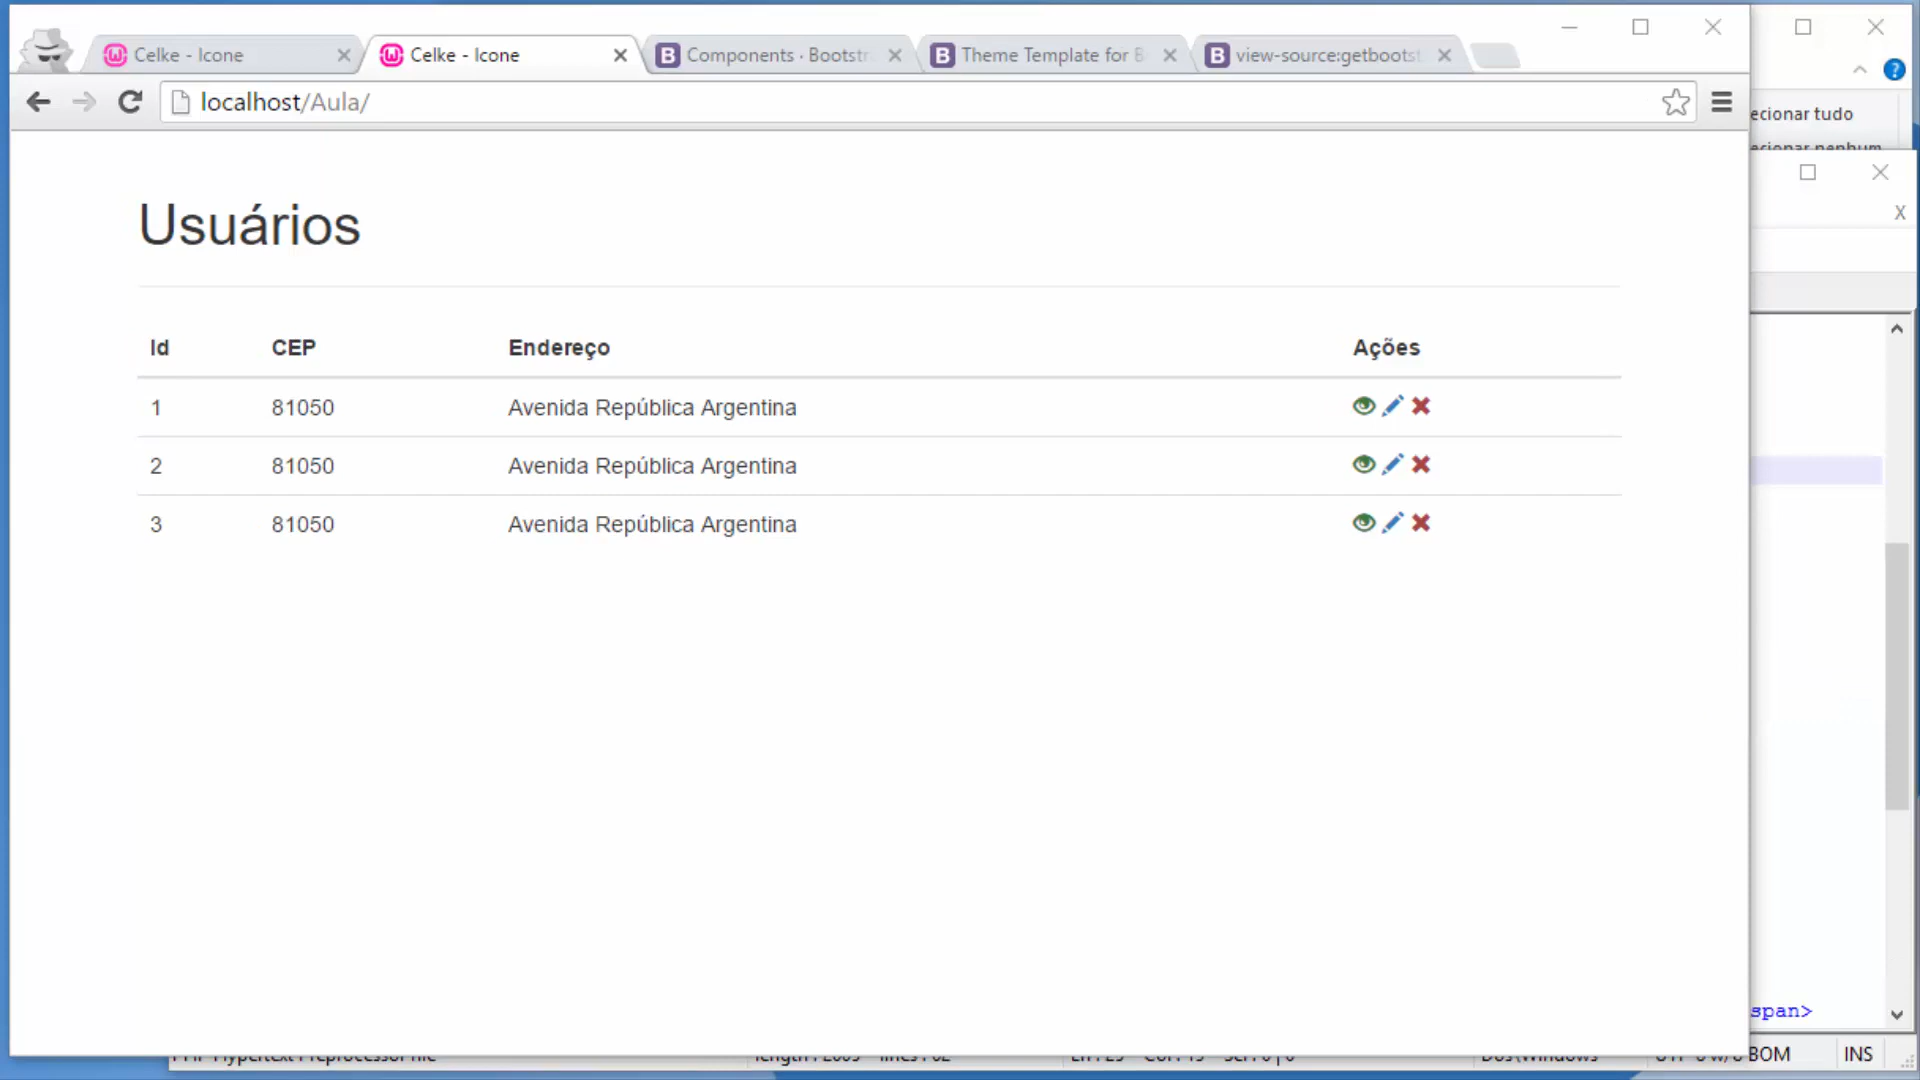 Celke - Icone
Celke - Icone
Components · Bootstr
Theme Template for B
view-source:getbootst
localhost/Aula/
ecionar tudo
ecionar nenhum
X
Usuários
Id CEP Endereço Ações
1 81050 Avenida República Argentina
2 81050 Avenida República Argentina
3 81050 Avenida República Argentina
span>
BOM INS